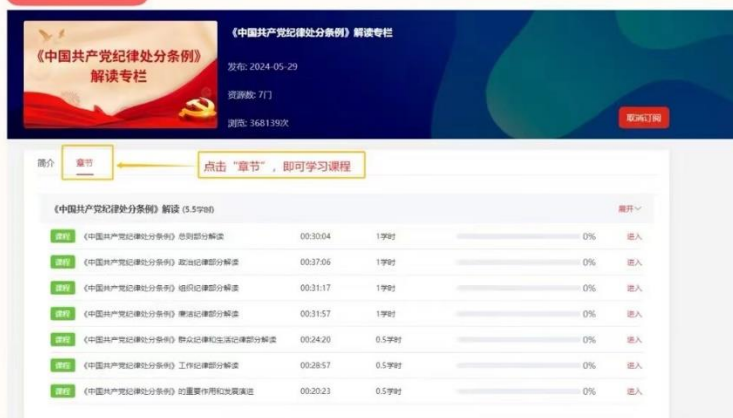 《中国共产党纪律处分条例》
解读专栏
《中国共产党纪律处分条例》解读专栏
发布: 2024-05-29
资源数: 7门
浏览: 368139次
取消订阅
简介 章节
点击“章节”，即可学习课程
《中国共产党纪律处分条例》解读 (5.5学时) 展开
课程 《中国共产党纪律处分条例》总则部分解读 00:30:04 1学时 0% 进入
课程 《中国共产党纪律处分条例》政治纪律部分解读 00:37:06 1学时 0% 进入
课程 《中国共产党纪律处分条例》组织纪律部分解读 00:31:17 1学时 0% 进入
课程 《中国共产党纪律处分条例》廉洁纪律部分解读 00:31:57 1学时 0% 进入
课程 《中国共产党纪律处分条例》群众纪律和生活纪律部分解读 00:24:20 0.5学时 0% 进入
课程 《中国共产党纪律处分条例》工作纪律部分解读 00:28:57 0.5学时 0% 进入
课程 《中国共产党纪律处分条例》的重要作用和发展演进 00:20:23 0.5学时 0% 进入